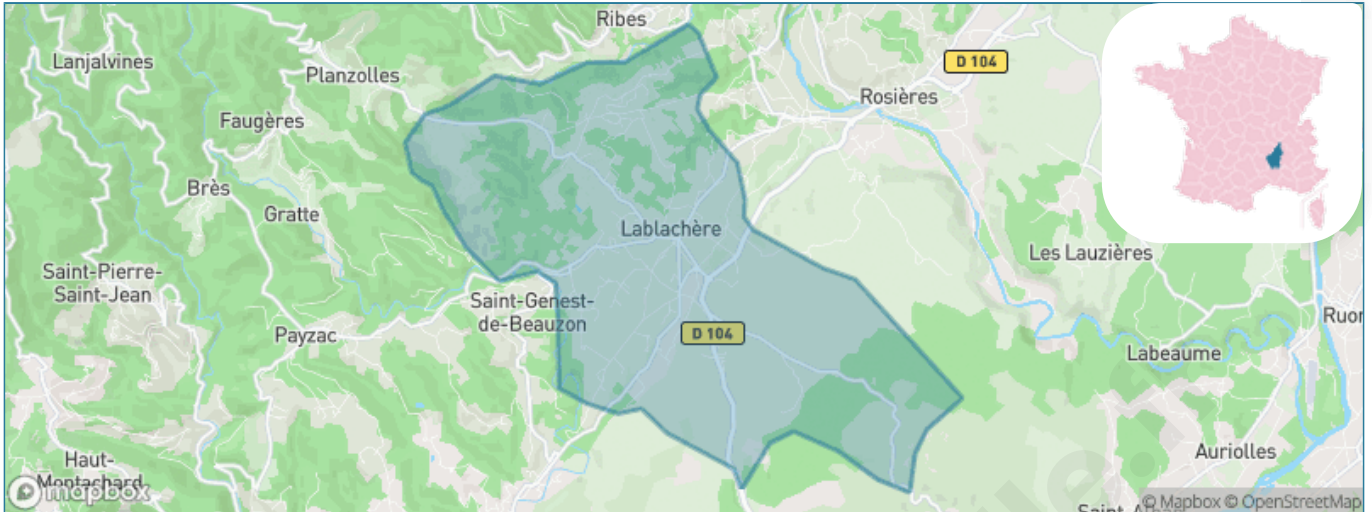 Ribes
Lanjalvines
Planzolles
D 104
Rosières
Faugères
Brès
Gratte
Lablachère
Les Lauzières
Saint-Pierre-
Saint-Jean
Saint-Genest-
de-Beauzon
Payzac
D 104
Ruor
Labeaume
Auriolles
Haut-
Montachard
mapbox
© Mapbox © OpenStreetMap